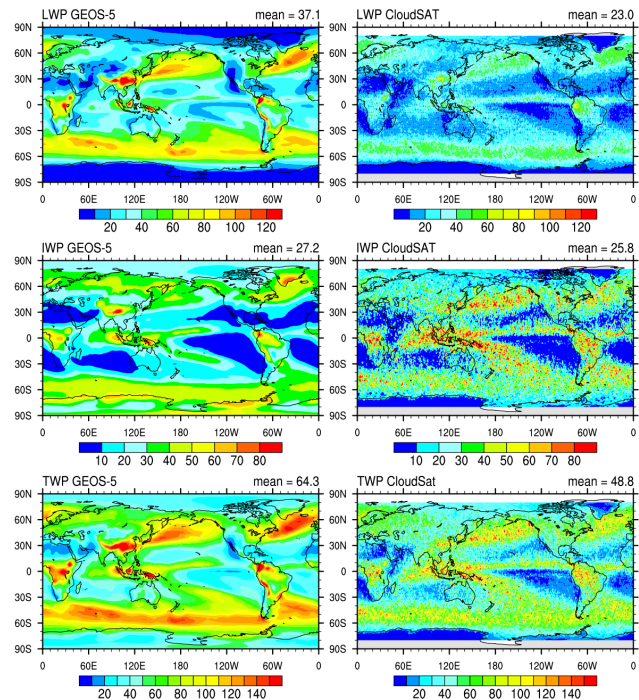 LWP GEOS-5 mean = 37.1 LWP CloudSAT mean = 23.0
90N 90N
60N 60N
30N 30N
0 0
30S 30S
60S 60S
90S 90S
0 60E 120E 180 120W 60W 0 0 60E 120E 180 120W 60W 0
20 40 60 80 100 120 20 40 60 80 100 120
IWP GEOS-5 mean = 27.2 IWP CloudSAT mean = 25.8
90N 90N
60N 60N
30N 30N
0 0
30S 30S
60S 60S
90S 90S
0 60E 120E 180 120W 60W 0 0 60E 120E 180 120W 60W 0
10 20 30 40 50 60 70 80 10 20 30 40 50 60 70 80
TWP GEOS-5 mean = 64.3 TWP CloudSat mean = 48.8
90N 90N
60N 60N
30N 30N
0 0
30S 30S
60S 60S
90S 90S
0 60E 120E 180 120W 60W 0 0 60E 120E 180 120W 60W 0
20 40 60 80 100 120 140 20 40 60 80 100 120 140